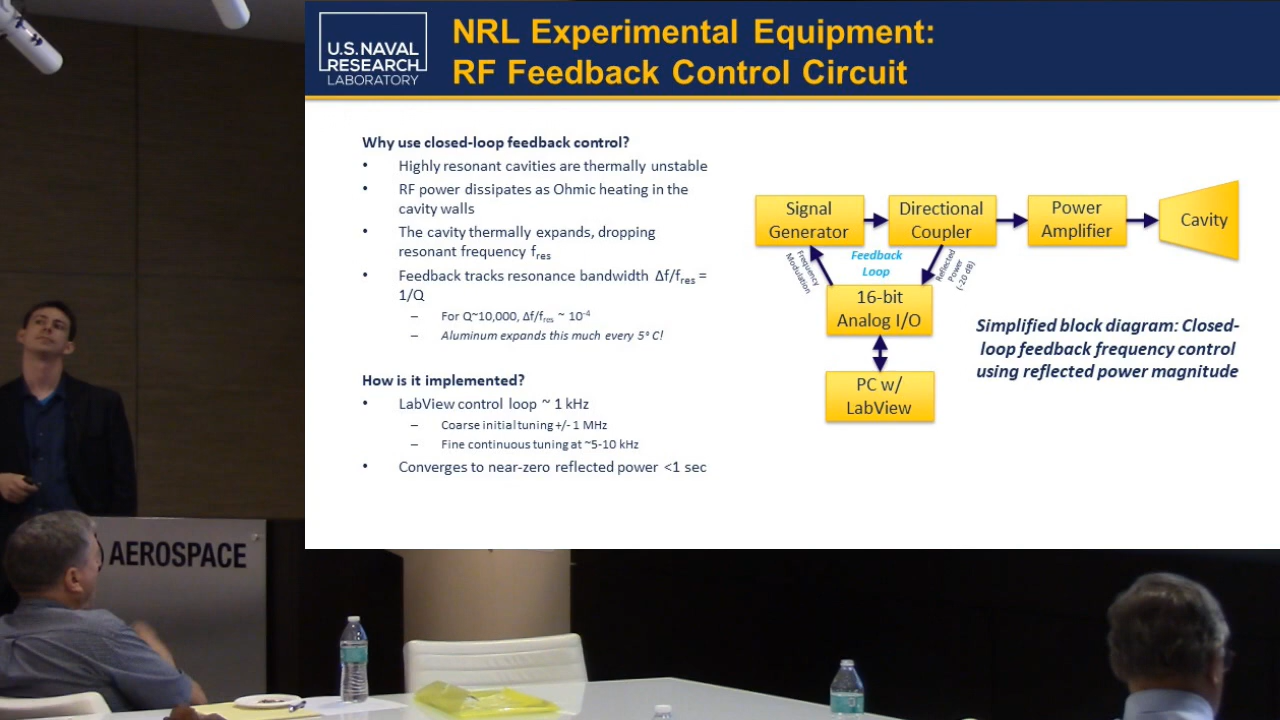 U.S. NAVAL
RESEARCH
LABORATORY
NRL Experimental Equipment:
RF Feedback Control Circuit
Why use closed-loop feedback control?
• Highly resonant cavities are thermally unstable
• RF power dissipates as Ohmic heating in the
cavity walls
• The cavity thermally expands, dropping
resonant frequency fres
• Feedback tracks resonance bandwidth Δf/fres =
1/Q
– For Q~10,000, Δf/fres ~ 10-4
– Aluminum expands this much every 5° C!
How is it implemented?
• LabView control loop ~ 1 kHz
– Coarse initial tuning +/- 1 MHz
– Fine continuous tuning at ~5-10 kHz
• Converges to near-zero reflected power <1 sec
Signal
Generator
Directional
Coupler
Power
Amplifier
Cavity
Frequency
Modulation
Feedback
Loop
Reflected
Power
(-20 dB)
16-bit
Analog I/O
PC w/
LabView
Simplified block diagram: Closed-
loop feedback frequency control
using reflected power magnitude
AEROSPACE